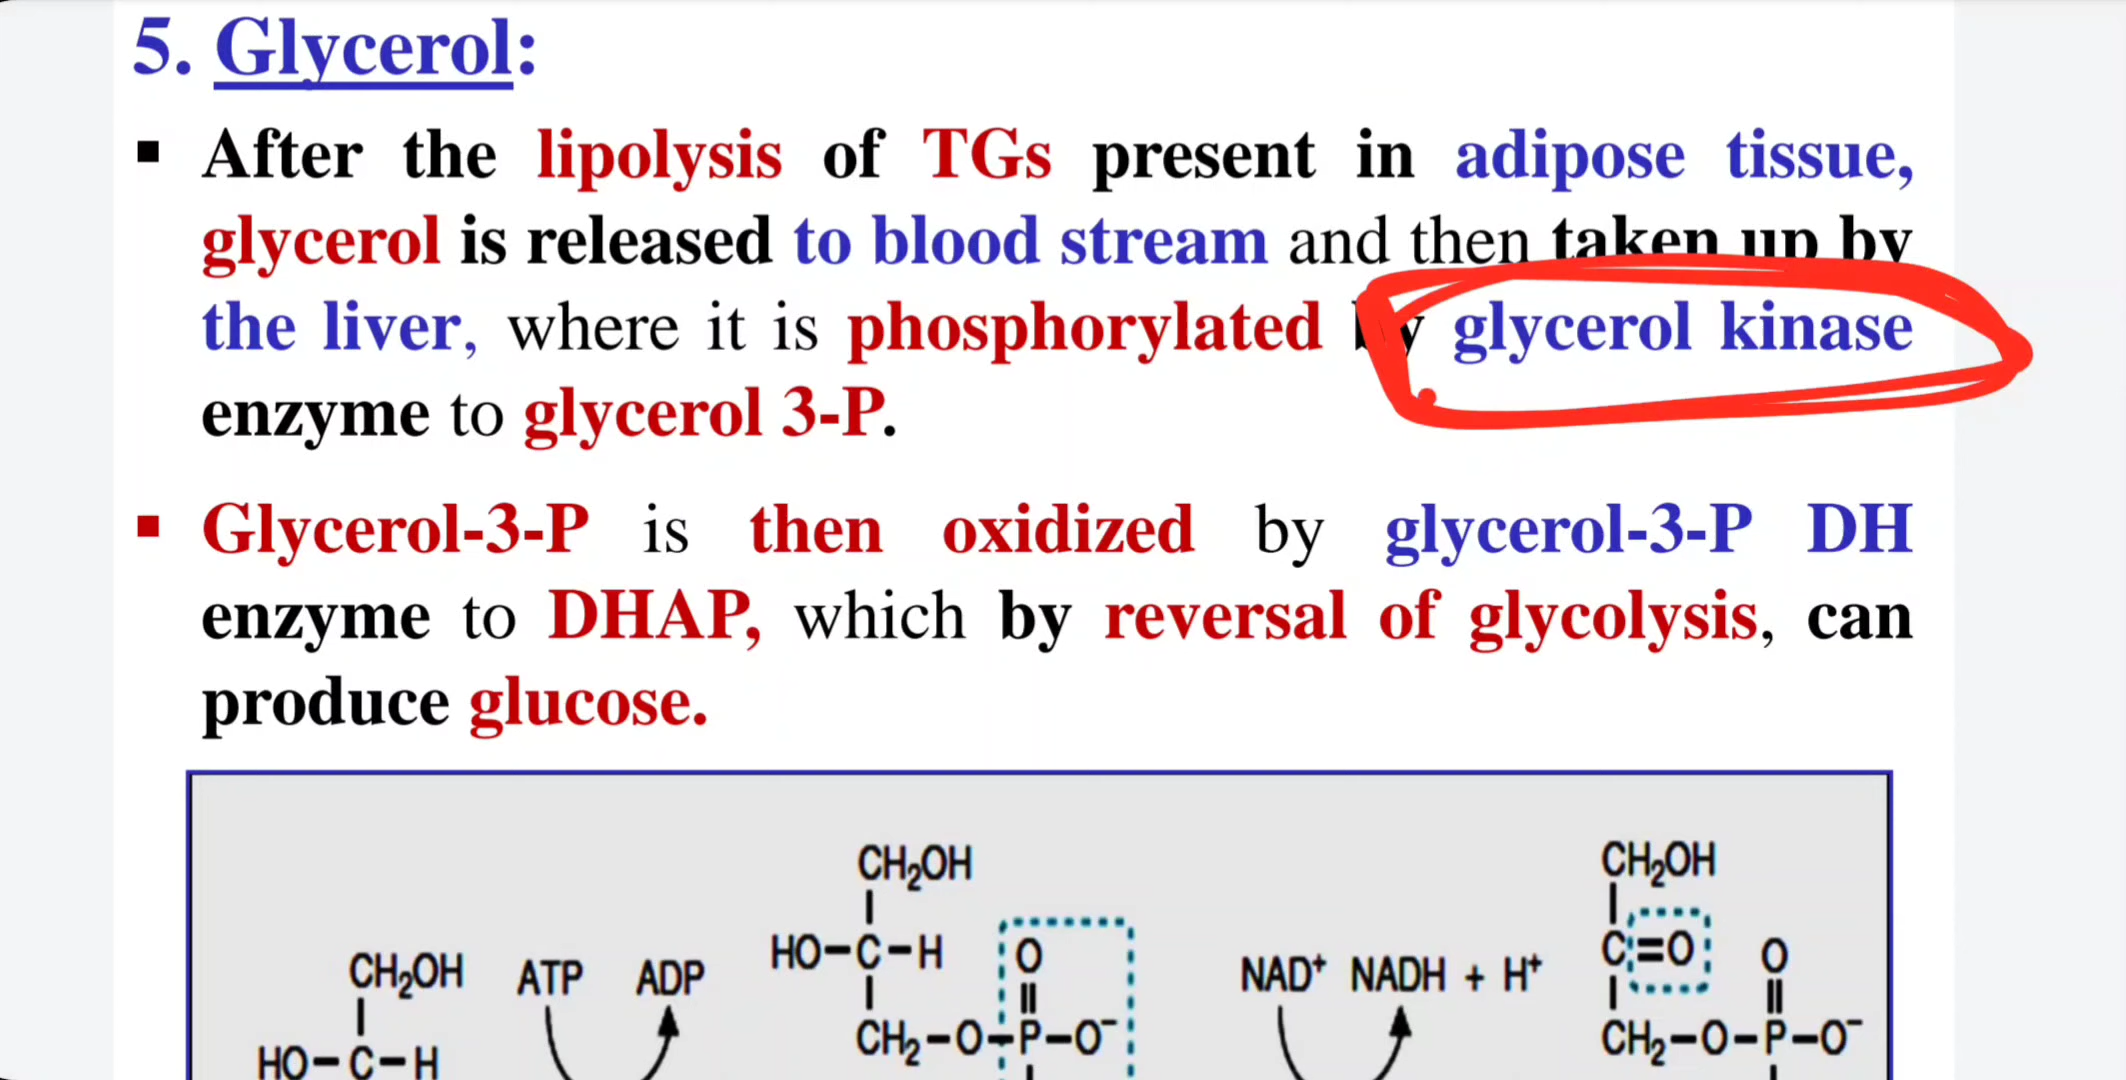 5. Glycerol:
▪ After the lipolysis of TGs present in adipose tissue,
glycerol is released to blood stream and then taken up by
the liver, where it is phosphorylated by glycerol kinase
enzyme to glycerol 3-P.
▪ Glycerol-3-P is then oxidized by glycerol-3-P DH
enzyme to DHAP, which by reversal of glycolysis, can
produce glucose.
CH₂OH
HO-C-H
ATP ADP
CH₂OH
HO-C-H
O
CH₂-O-P-O⁻
NAD⁺ NADH + H⁺
CH₂OH
C=O
O
CH₂-O-P-O⁻